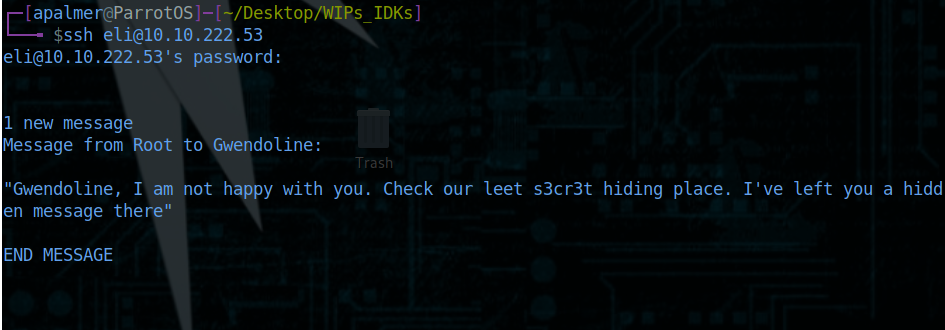 ┌─[apalmer@ParrotOS]─[~/Desktop/WIPs_IDKs]
└──╼ $ssh eli@10.10.222.53
eli@10.10.222.53's password:
1 new message
Message from Root to Gwendoline:
Trash
"Gwendoline, I am not happy with you. Check our leet s3cr3t hiding place. I've left you a hidd
en message there"
END MESSAGE